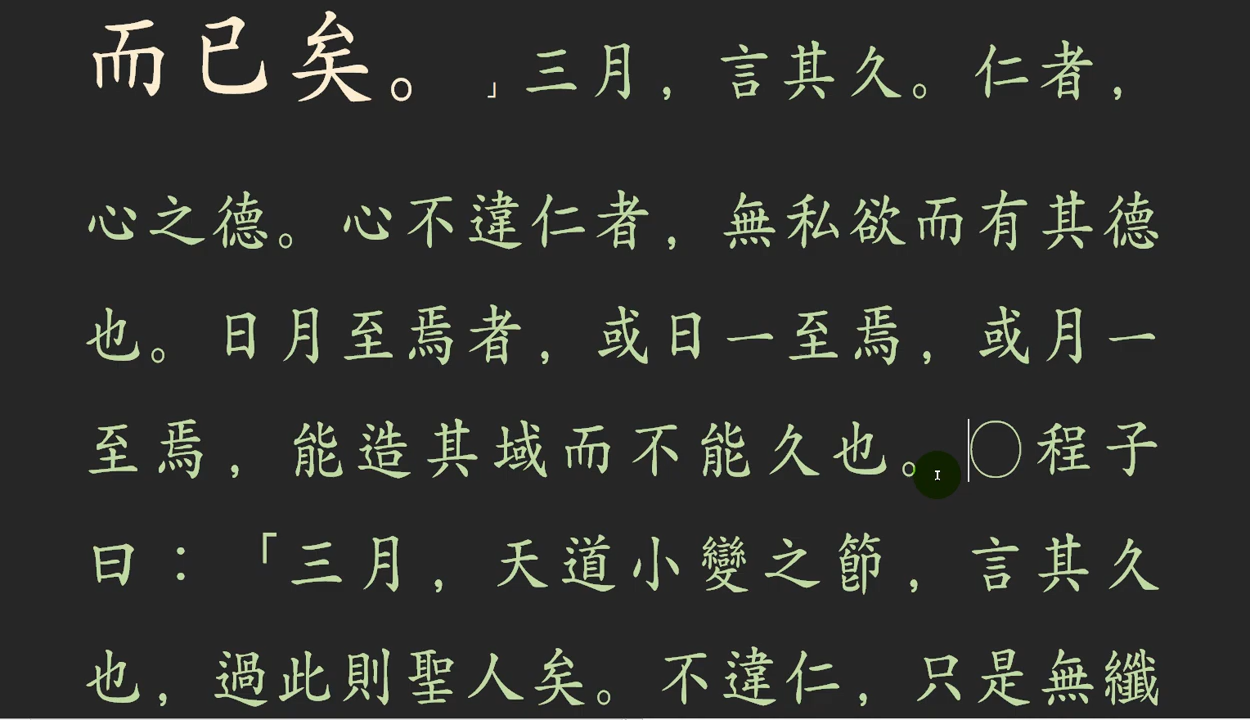 而已矣。」三月，言其久。仁者，
心之德。心不違仁者，無私欲而有其德
也。日月至焉者，或日一至焉，或月一
至焉，能造其域而不能久也。○程子
曰：「三月，天道小變之節，言其久
也，過此則聖人矣。不違仁，只是無纖